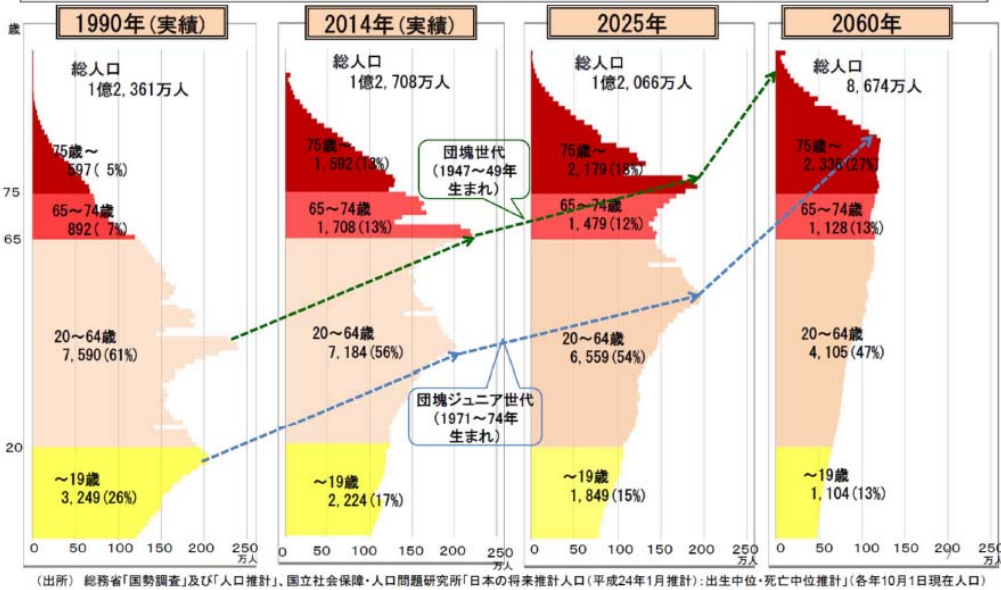 1990年(実績)
2014年(実績)
2025年
2060年
歳
総人口
1億2,361万人
75歳～
597( 5%)
75
65～74歳
892( 7%)
65
20～64歳
7,590(61%)
20
～19歳
3,249(26%)
0 50 100 150 200 250
万人
総人口
1億2,708万人
75歳～
1,592(13%)
65～74歳
1,708(13%)
20～64歳
7,184(56%)
～19歳
2,224(17%)
0 50 100 150 200 250
万人
団塊世代
(1947～49年
生まれ)
団塊ジュニア世代
(1971～74年
生まれ)
総人口
1億2,066万人
75歳～
2,179(18%)
65～74歳
1,479(12%)
20～64歳
6,559(54%)
～19歳
1,849(15%)
0 50 100 150 200 250
万人
総人口
8,674万人
75歳～
2,336(27%)
65～74歳
1,128(13%)
20～64歳
4,105(47%)
～19歳
1,104(13%)
0 50 100 150 200 250
万人
(出所) 総務省「国勢調査」及び「人口推計」、国立社会保障・人口問題研究所「日本の将来推計人口(平成24年1月推計):出生中位・死亡中位推計」(各年10月1日現在人口)